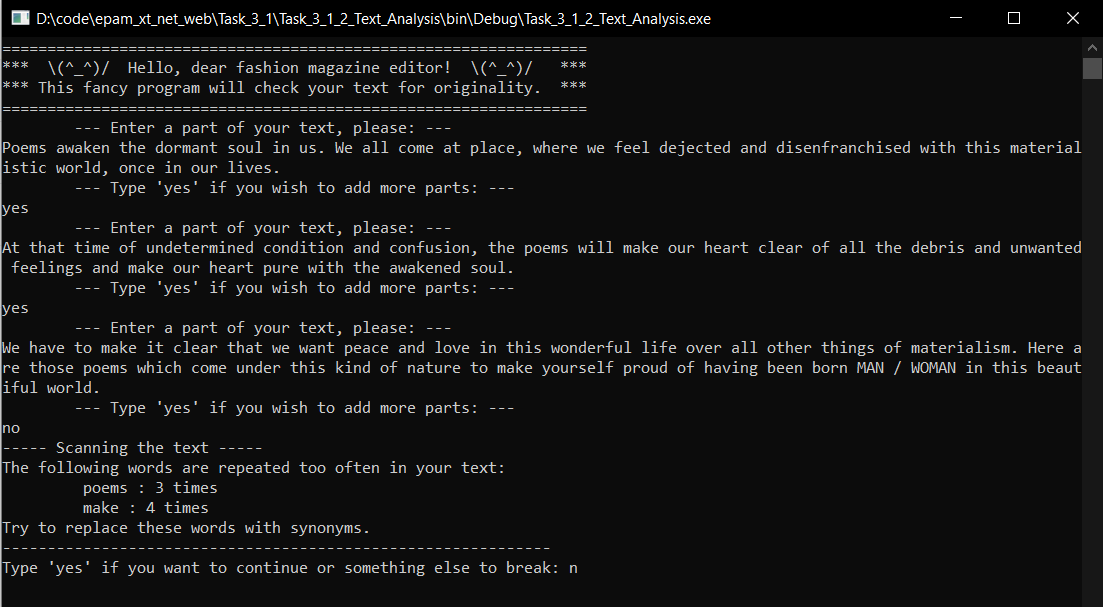 D:\code\epam_xt_net_web\Task_3_1\Task_3_1_2_Text_Analysis\bin\Debug\Task_3_1_2_Text_Analysis.exe
=================================================================
***  \(^_^)/  Hello, dear fashion magazine editor!  \(^_^)/   ***
*** This fancy program will check your text for originality.  ***
=================================================================
        --- Enter a part of your text, please: ---
Poems awaken the dormant soul in us. We all come at place, where we feel dejected and disenfranchised with this material
istic world, once in our lives.
        --- Type 'yes' if you wish to add more parts: ---
yes
        --- Enter a part of your text, please: ---
At that time of undetermined condition and confusion, the poems will make our heart clear of all the debris and unwanted
 feelings and make our heart pure with the awakened soul.
        --- Type 'yes' if you wish to add more parts: ---
yes
        --- Enter a part of your text, please: ---
We have to make it clear that we want peace and love in this wonderful life over all other things of materialism. Here a
re those poems which come under this kind of nature to make yourself proud of having been born MAN / WOMAN in this beaut
iful world.
        --- Type 'yes' if you wish to add more parts: ---
no
----- Scanning the text -----
The following words are repeated too often in your text:
         poems : 3 times
         make : 4 times
Try to replace these words with synonyms.
-------------------------------------------------------------
Type 'yes' if you want to continue or something else to break: n